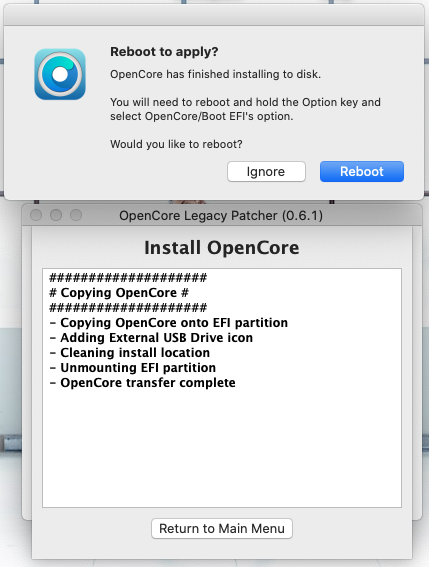 Reboot to apply?
OpenCore has finished installing to disk.
You will need to reboot and hold the Option key and
select OpenCore/Boot EFI's option.
Would you like to reboot?
Ignore
Reboot
OpenCore Legacy Patcher (0.6.1)
Install OpenCore
####################
# Copying OpenCore #
####################
- Copying OpenCore onto EFI partition
- Adding External USB Drive icon
- Cleaning install location
- Unmounting EFI partition
- OpenCore transfer complete
Return to Main Menu